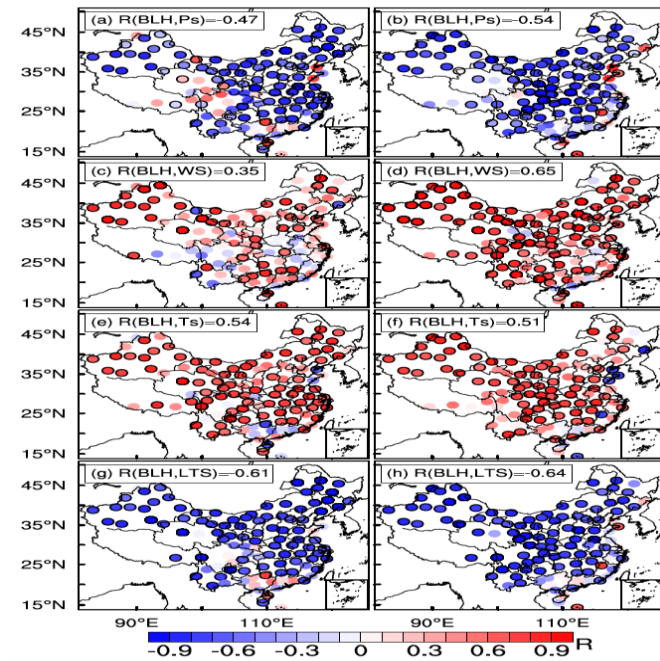 45°N (a) R(BLH,Ps)=-0.47 (b) R(BLH,Ps)=-0.54
35°N
25°N
15°N
45°N (c) R(BLH,WS)=0.35 (d) R(BLH,WS)=0.65
35°N
25°N
15°N
45°N (e) R(BLH,Ts)=0.54 (f) R(BLH,Ts)=0.51
35°N
25°N
15°N
45°N (g) R(BLH,LTS)=-0.61 (h) R(BLH,LTS)=-0.64
35°N
25°N
15°N
90°E 110°E 90°E 110°E
-0.9 -0.6 -0.3 0 0.3 0.6 0.9 R